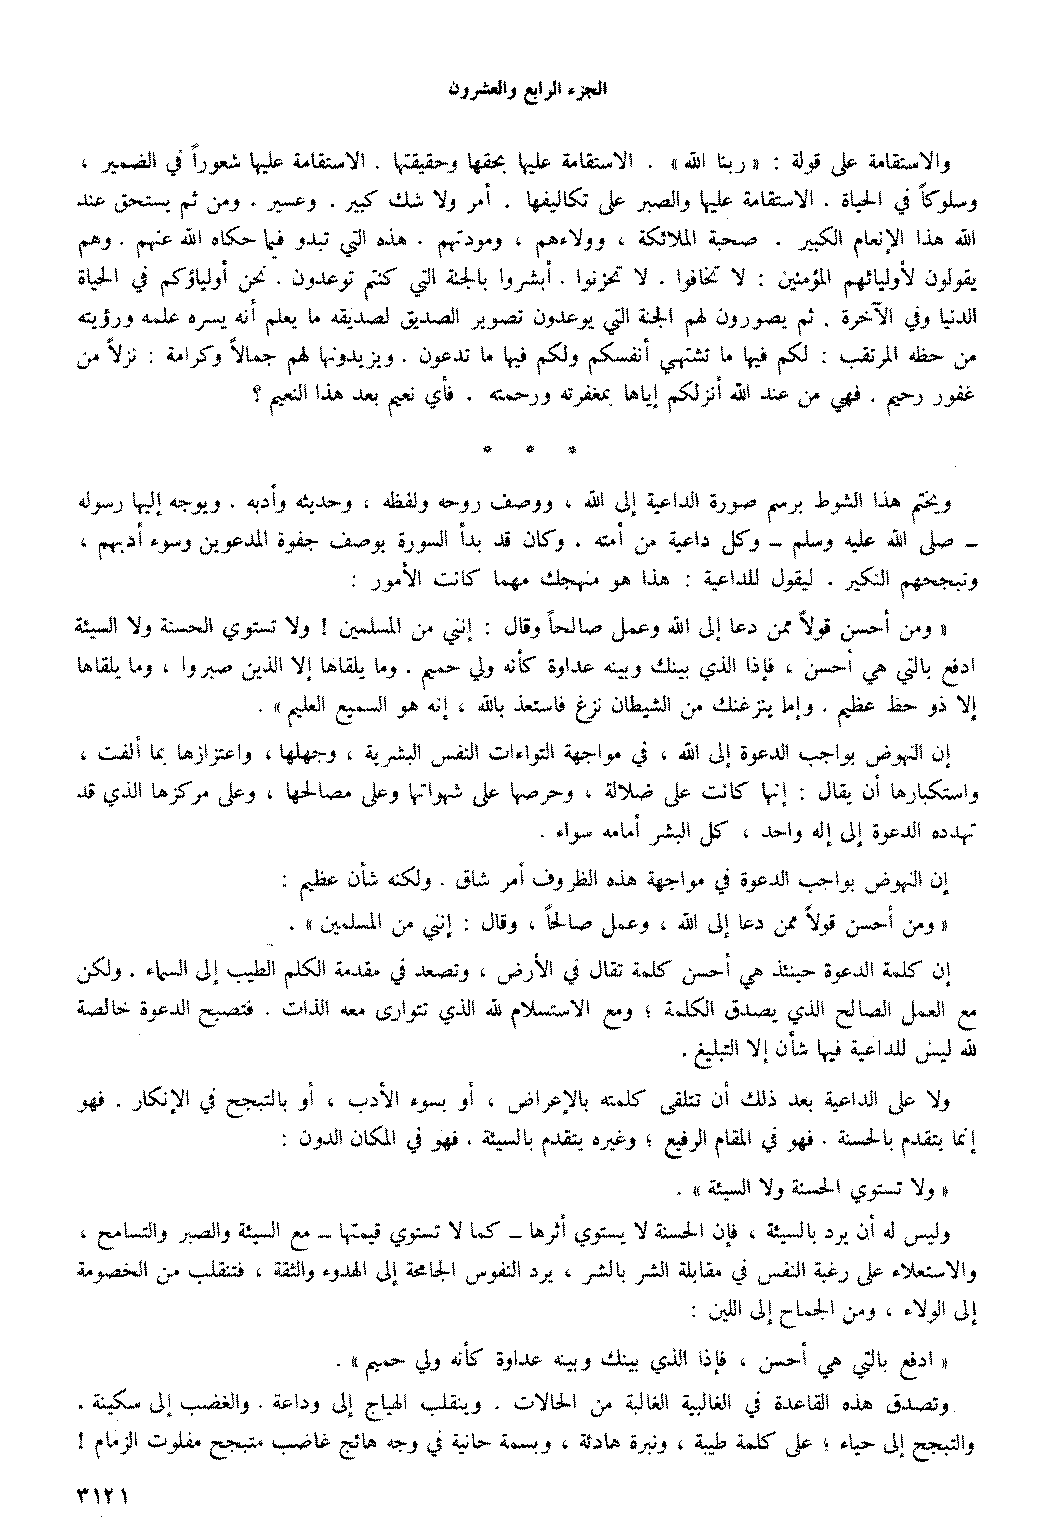 الجزء الرابع والعشرون
والاستقامة على قولة : « ربنا الله » . الاستقامة عليها بحقها وحقيقتها . الاستقامة عليها شعوراً في الضمير ،
وسلوكاً في الحياة . الاستقامة عليها والصبر على تكاليفها . أمر ولا شك كبير . وعسير . ومن ثم يستحق عند
الله هذا الإنعام الكبير . صحبة الملائكة ، وولاءهم ، ومودتهم . هذه التي تبدو فيما حكاه الله عنهم . وهم
يقولون لأوليائهم المؤمنين : لا تخافوا . لا تحزنوا . أبشروا بالجنة التي كنتم توعدون . نحن أولياؤكم في الحياة
الدنيا وفي الآخرة . ثم يصورون لهم الجنة التي يوعدون تصوير الصديق لصديقه ما يعلم أنه يسره علمه ورؤيته
من حظه المرتقب : لكم فيها ما تشتهي أنفسكم ولكم فيها ما تدعون . ويزيدونها لهم جمالاً وكرامة : نزلاً من
غفور رحيم . فهي من عند الله أنزلكم إياها بمغفرته ورحمته . فأي نعيم بعد هذا النعيم ؟
* * *
ويختم هذا الشوط برسم صورة الداعية إلى الله ، ووصف روحه ولفظه ، وحديثه وأدبه . ويوجه إليها رسوله
ـ صلى الله عليه وسلم ـ وكل داعية من أمته . وكان قد بدأ السورة بوصف جفوة المدعوين وسوء أدبهم ،
وتبجحهم النكير . ليقول للداعية : هذا هو منهجك مهما كانت الأمور :
« ومن أحسن قولاً ممن دعا إلى الله وعمل صالحاً وقال : إنني من المسلمين ! ولا تستوي الحسنة ولا السيئة
ادفع بالتي هي أحسن ، فإذا الذي بينك وبينه عداوة كأنه ولي حميم . وما يلقاها إلا الذين صبروا ، وما يلقاها
إلا ذو حظ عظيم . وإما ينزغنك من الشيطان نزغ فاستعذ بالله ، إنه هو السميع العليم » .
إن النهوض بواجب الدعوة إلى الله ، في مواجهة التواءات النفس البشرية ، وجهلها ، واعتزازها بما ألفت ،
واستكبارها أن يقال : إنها كانت على ضلالة ، وحرصها على شهواتها وعلى مصالحها ، وعلى مركزها الذي قد
تهدده الدعوة إلى إله واحد ، كل البشر أمامه سواء .
إن النهوض بواجب الدعوة في مواجهة هذه الظروف أمر شاق . ولكنه شأن عظيم :
« ومن أحسن قولاً ممن دعا إلى الله ، وعمل صالحاً ، وقال : إنني من المسلمين » .
إن كلمة الدعوة حينئذ هي أحسن كلمة تقال في الأرض ، وتصعد في مقدمة الكلم الطيب إلى السماء . ولكن
مع العمل الصالح الذي يصدق الكلمة ؛ ومع الاستسلام لله الذي تتوارى معه الذات . فتصبح الدعوة خالصة
لله ليس للداعية فيها شأن إلا التبليغ .
ولا على الداعية بعد ذلك أن تتلقى كلمته بالإعراض ، أو بسوء الأدب ، أو بالتبجح في الإنكار . فهو
إنما يتقدم بالحسنة . فهو في المقام الرفيع ؛ وغيره يتقدم بالسيئة . فهو في المكان الدون :
« ولا تستوي الحسنة ولا السيئة » .
وليس له أن يرد بالسيئة ، فإن الحسنة لا يستوي أثرها ـ كما لا تستوي قيمتها ـ مع السيئة والصبر والتسامح ،
والاستعلاء على رغبة النفس في مقابلة الشر بالشر ، يرد النفوس الجامحة إلى الهدوء والثقة ، فتنقلب من الخصومة
إلى الولاء ، ومن الجماح إلى اللين :
« ادفع بالتي هي أحسن ، فإذا الذي بينك وبينه عداوة كأنه ولي حميم » .
وتصدق هذه القاعدة في الغالبية الغالبة من الحالات . وينقلب الهياج إلى وداعة . والغضب إلى سكينة .
والتبجح إلى حياء ؛ على كلمة طيبة ، ونبرة هادئة ، وبسمة حانية في وجه هائج غاضب متبجح مفلوت الزمام !
٣١٢١